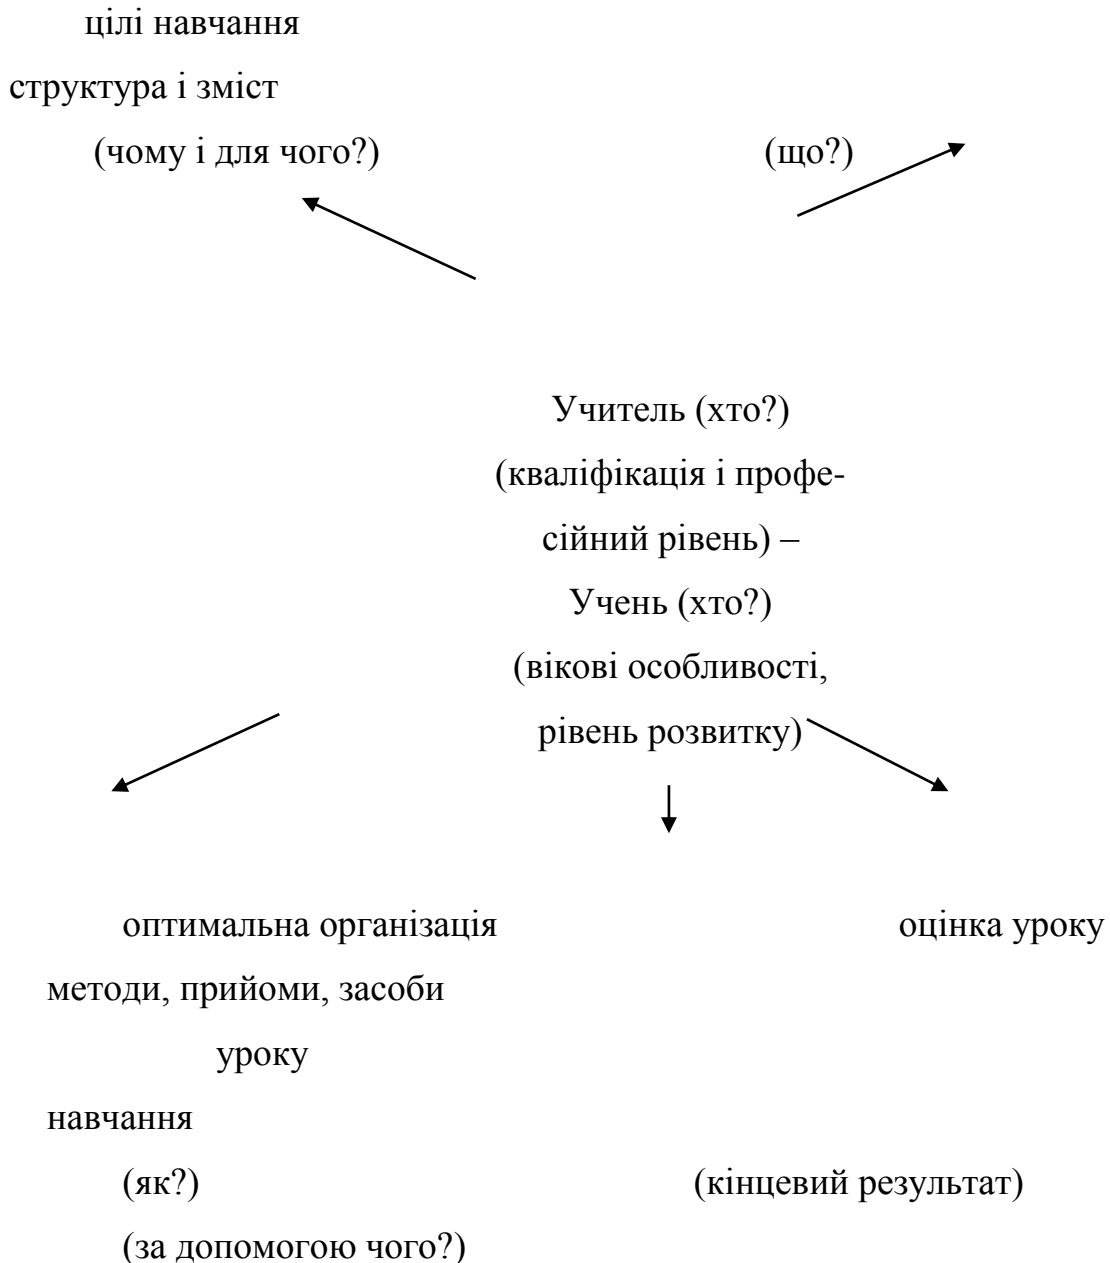 цілі навчання
структура і зміст
(чому і для чого?) (що?)
Учитель (хто?)
(кваліфікація і профе-
сійний рівень) –
Учень (хто?)
(вікові особливості,
рівень розвитку)
оптимальна організація оцінка уроку
методи, прийоми, засоби
уроку
навчання
(як?) (кінцевий результат)
(за допомогою чого?)